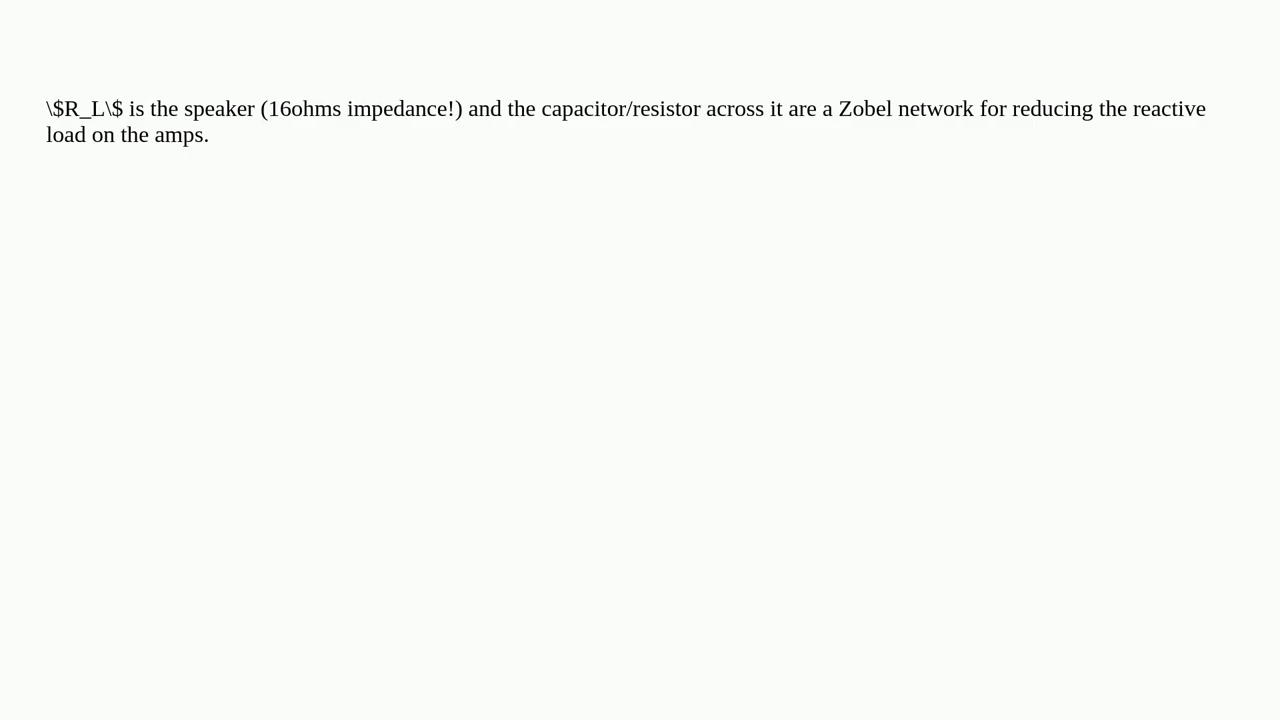 \$R_L\$ is the speaker (16ohms impedance!) and the capacitor/resistor across it are a Zobel network for reducing the reactive
load on the amps.